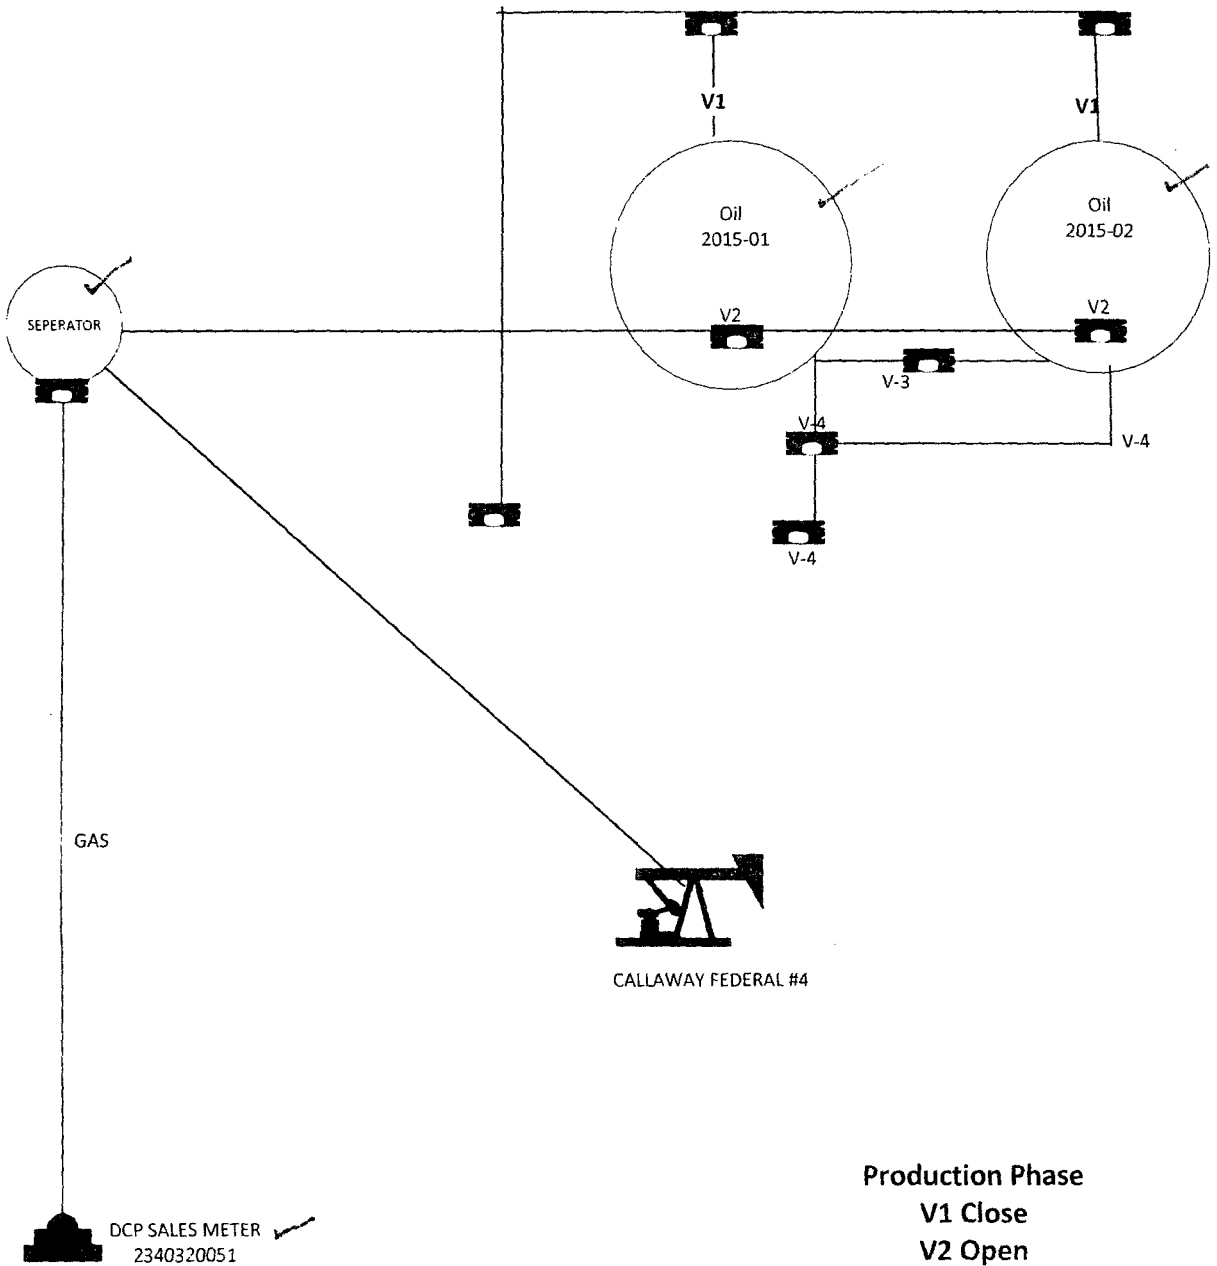 V1
V1
Oil
2015-01
Oil
2015-02
SEPERATOR
V2
V2
V-3
V-4
V-4
V-4
GAS
CALLAWAY FEDERAL #4
DCP SALES METER
2340320051
Production Phase
V1 Close
V2 Open